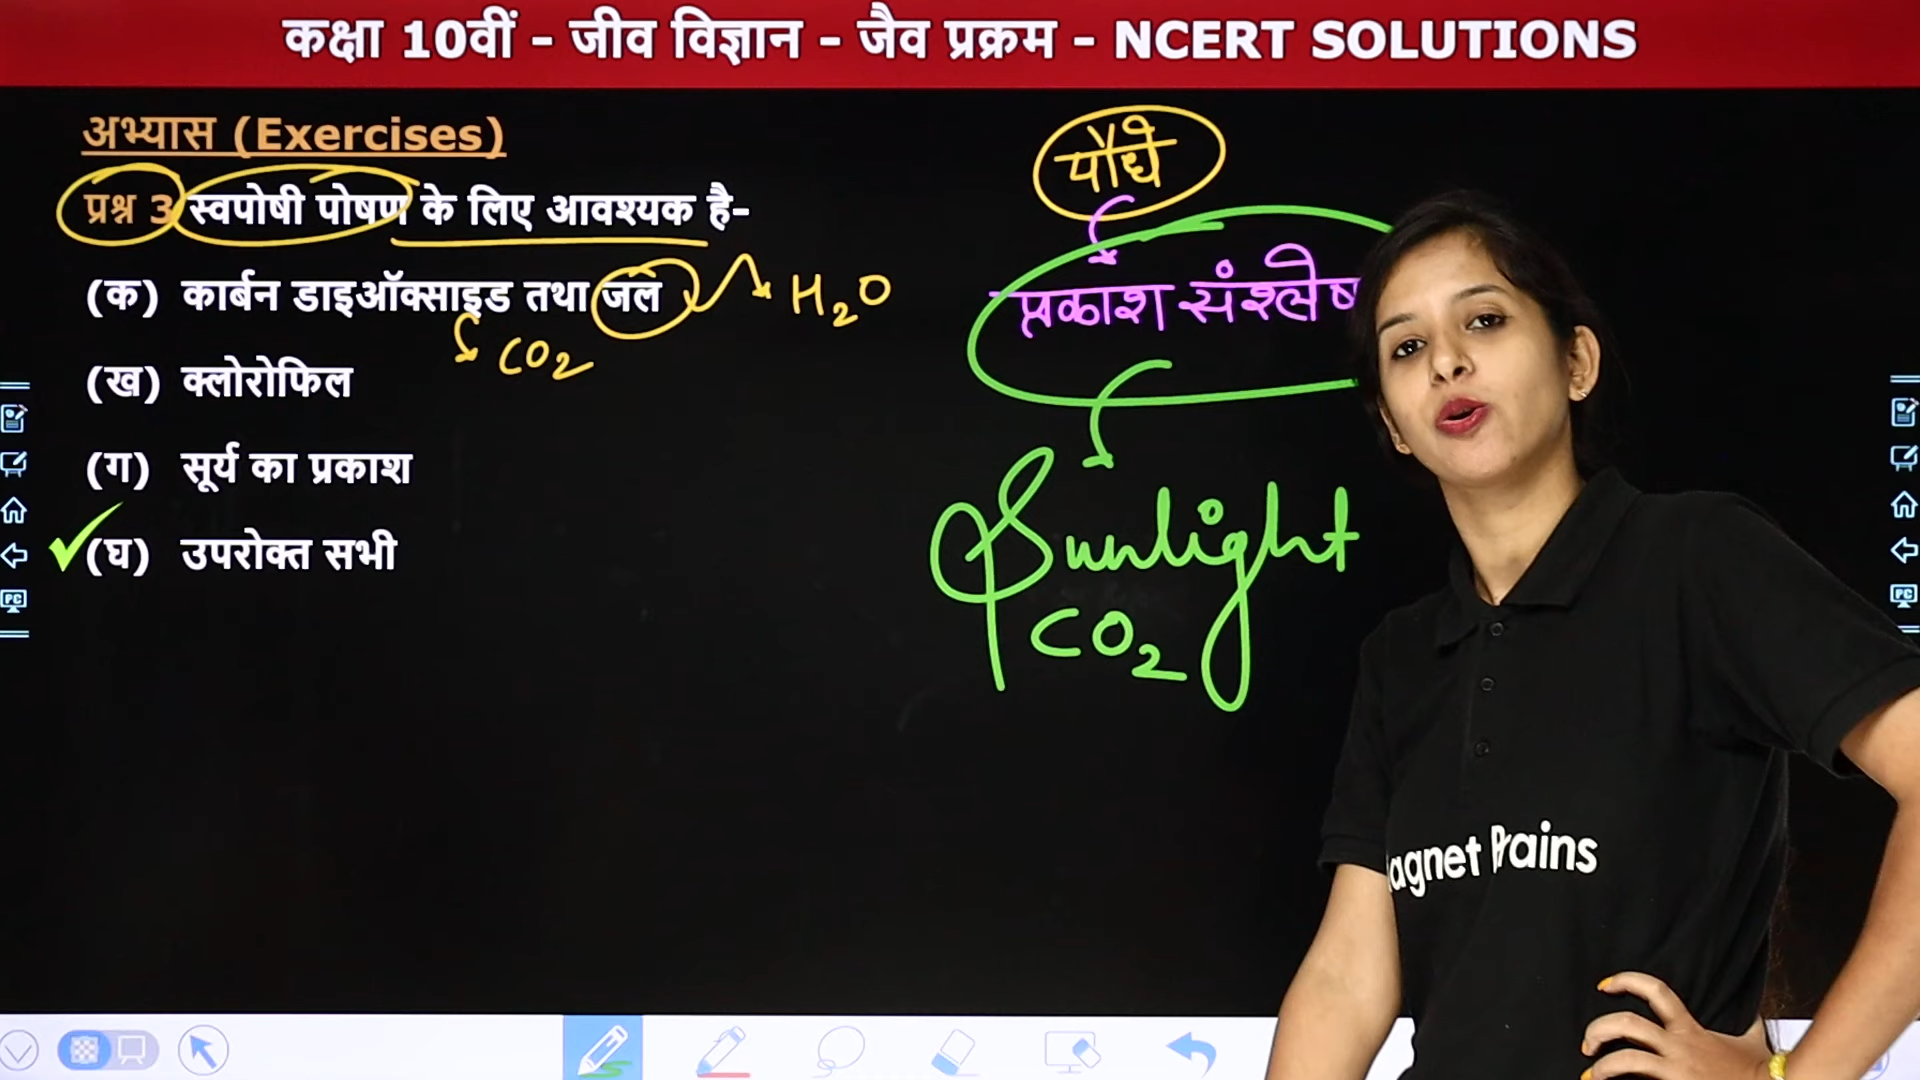 कक्षा 10वीं - जीव विज्ञान - जैव प्रक्रम - NCERT SOLUTIONS
अभ्यास (Exercises)
प्रश्न 3 स्वपोषी पोषण के लिए आवश्यक है-
(क) कार्बन डाइऑक्साइड तथा जल
H2O
CO2
(ख) क्लोरोफिल
(ग) सूर्य का प्रकाश
(घ) उपरोक्त सभी
पौधे
प्रकाश संश्लेष
Sunlight
CO2
agnet Brains